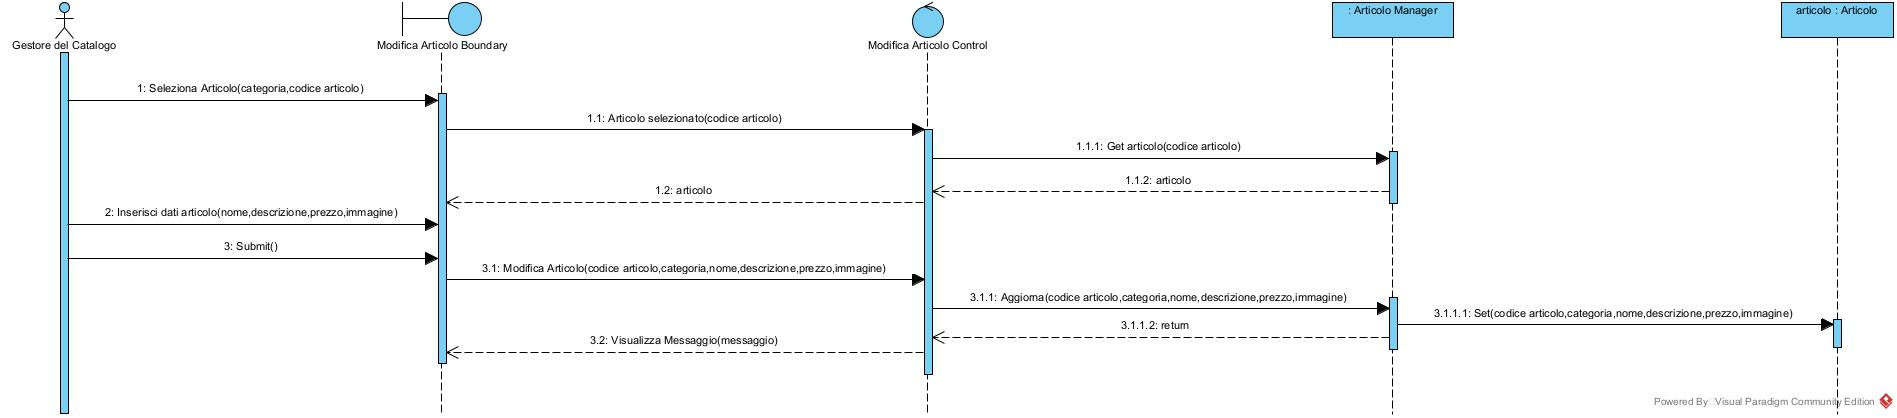 : Articolo Manager
articolo : Articolo
Gestore del Catalogo
Modifica Articolo Boundary
Modifica Articolo Control
1: Seleziona Articolo(categoria,codice articolo)
1.1: Articolo selezionato(codice articolo)
1.1.1: Get articolo(codice articolo)
1.1.2: articolo
1.2: articolo
2: Inserisci dati articolo(nome,descrizione,prezzo,immagine)
3: Submit()
3.1: Modifica Articolo(codice articolo,categoria,nome,descrizione,prezzo,immagine)
3.1.1: Aggiorna(codice articolo,categoria,nome,descrizione,prezzo,immagine)
3.1.1.1: Set(codice articolo,categoria,nome,descrizione,prezzo,immagine)
3.1.1.2: return
3.2: Visualizza Messaggio(messaggio)
Powered By Visual Paradigm Community Edition